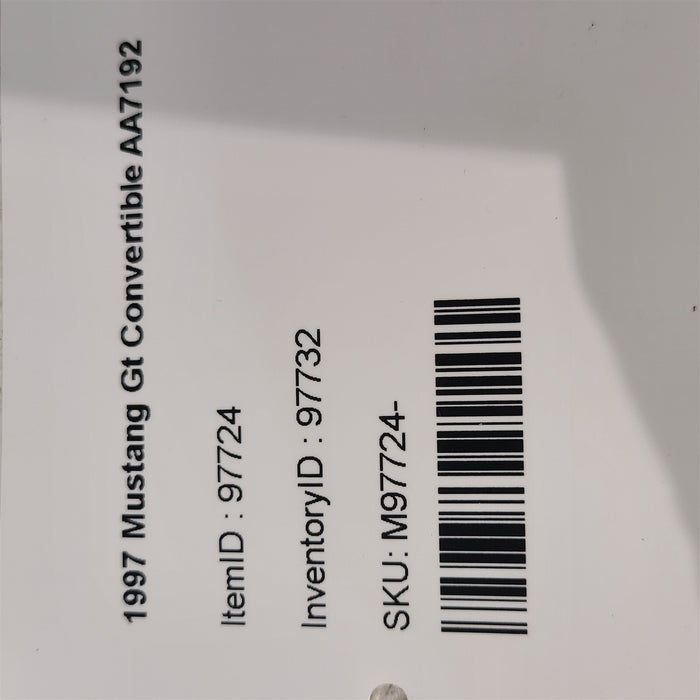 1997 Mustang Gt Convertible AA7192
ItemID : 97724
InventoryID : 97732
SKU: M97724-